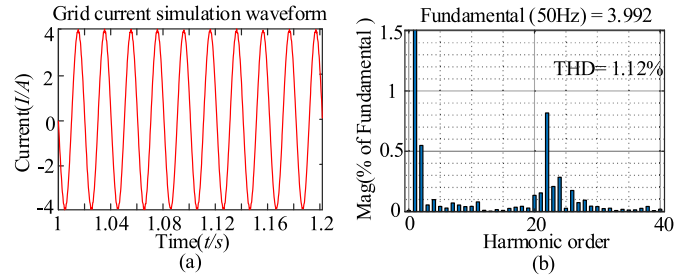 Grid current simulation waveform
4
2
0
-2
-4
Current(I/A)
1
1.04
1.08
1.12
1.16
1.2
Time(t/s)
(a)
Fundamental (50Hz) = 3.992
THD= 1.12%
1.5
1
0.5
0
Mag(% of Fundamental )
0
20
40
Harmonic order
(b)